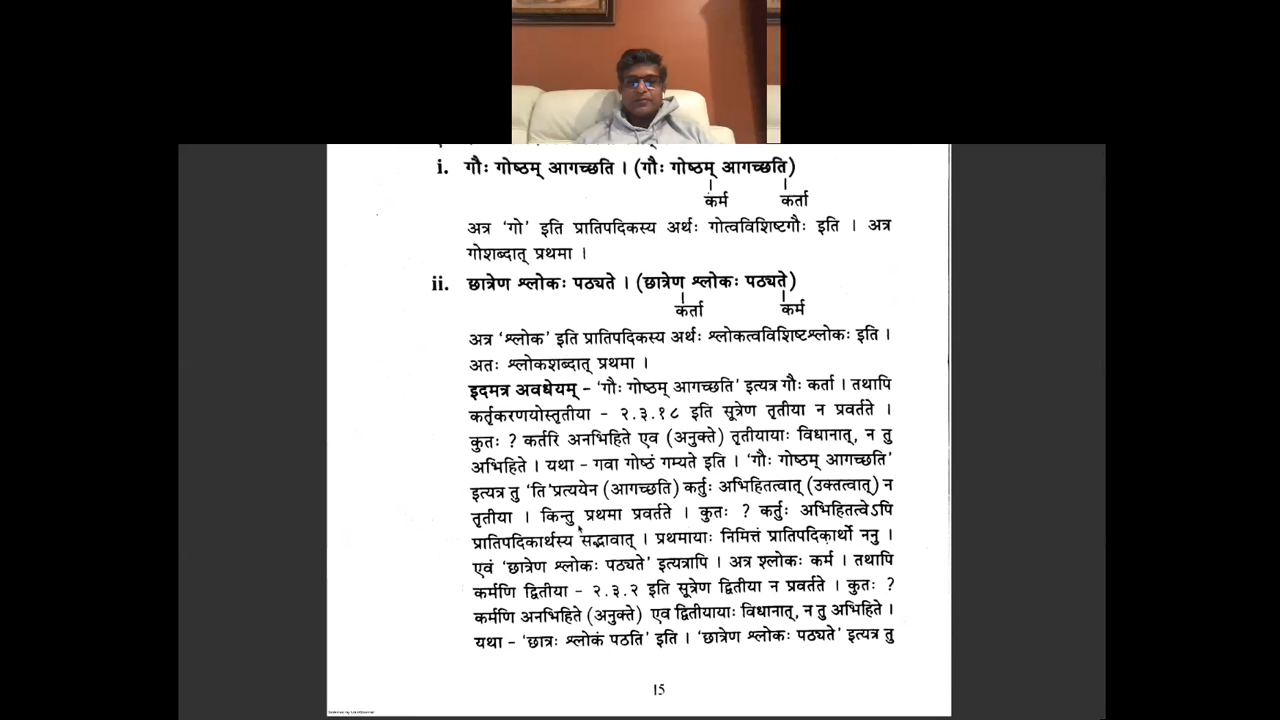 i. गौः गोष्ठम् आगच्छति । (गौः गोष्ठम् आगच्छति)
कर्म कर्ता
अत्र ‘गो’ इति प्रातिपदिकस्य अर्थः गोत्वविशिष्टगौः इति । अत्र
गोशब्दात् प्रथमा ।
ii. छात्रेण श्लोकः पठ्यते । (छात्रेण श्लोकः पठ्यते)
कर्ता कर्म
अत्र ‘श्लोक’ इति प्रातिपदिकस्य अर्थः श्लोकत्वविशिष्टश्लोकः इति ।
अतः श्लोकशब्दात् प्रथमा ।
इदमत्र अवधेयम् – ‘गौः गोष्ठम् आगच्छति’ इत्यत्र गौः कर्ता । तथापि
कर्तृकरणयोस्तृतीया – २.३.१८ इति सूत्रेण तृतीया न प्रवर्तते ।
कुतः ? कर्तरि अनभिहिते एव (अनुक्ते) तृतीयायाः विधानात्, न तु
अभिहिते । यथा – गवा गोष्ठं गम्यते इति । ‘गौः गोष्ठम् आगच्छति’
इत्यत्र तु ‘ति’प्रत्ययेन (आगच्छति) कर्तुः अभिहितत्वात् (उक्तत्वात्) न
तृतीया । किन्तु प्रथमा प्रवर्तते । कुतः ? कर्तुः अभिहितत्वेऽपि
प्रातिपदिकार्थस्य सद्भावात् । प्रथमायाः निमित्तं प्रातिपदिकार्थो ननु ।
एवं ‘छात्रेण श्लोकः पठ्यते’ इत्यत्रापि । अत्र श्लोकः कर्म । तथापि
कर्मणि द्वितीया – २.३.२ इति सूत्रेण द्वितीया न प्रवर्तते । कुतः ?
कर्मणि अनभिहिते (अनुक्ते) एव द्वितीयायाः विधानात्, न तु अभिहिते ।
यथा – ‘छात्रः श्लोकं पठति’ इति । ‘छात्रेण श्लोकः पठ्यते’ इत्यत्र तु
15